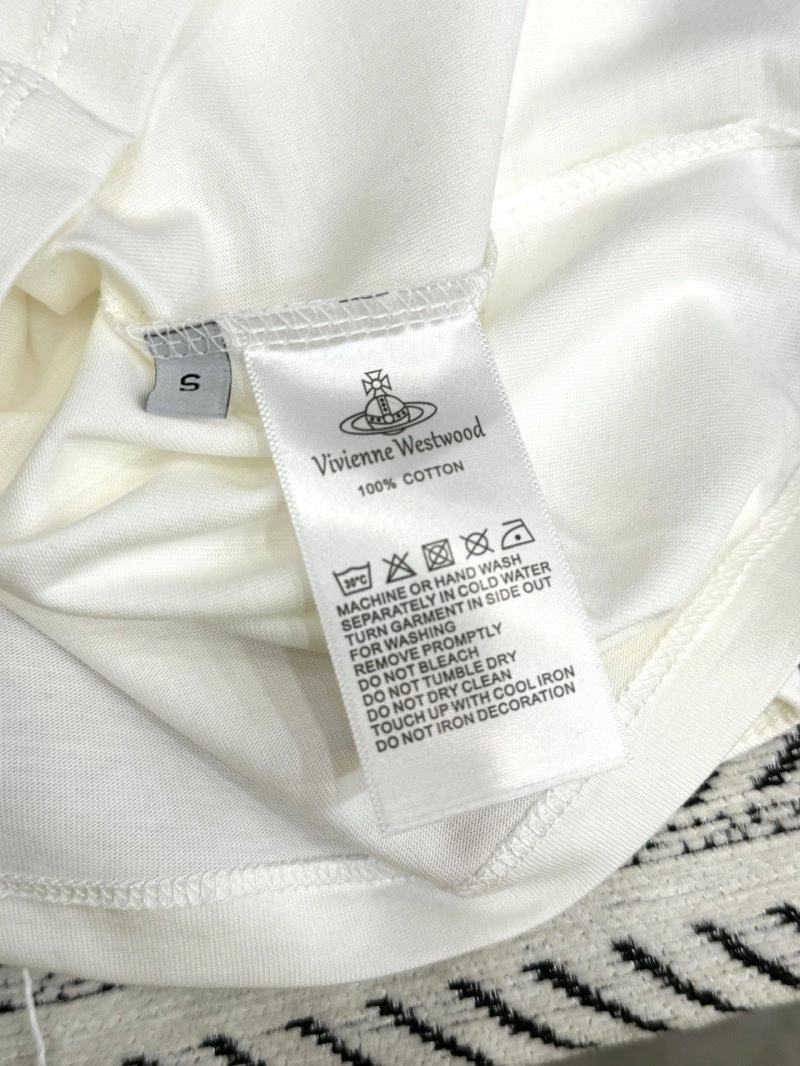 S
Vivienne Westwood
100% COTTON
30°C
MACHINE OR HAND WASH
SEPARATELY IN COLD WATER
TURN GARMENT IN SIDE OUT
FOR WASHING
REMOVE PROMPTLY
DO NOT BLEACH
DO NOT TUMBLE DRY
DO NOT DRY CLEAN
TOUCH UP WITH COOL IRON
DO NOT IRON DECORATION